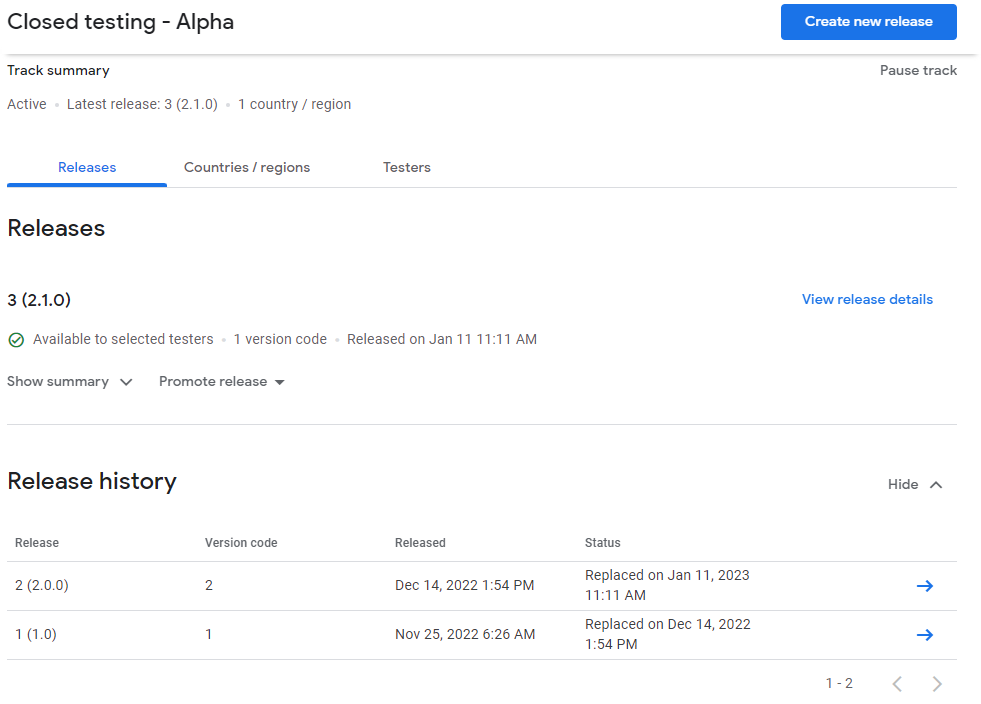 Closed testing - Alpha
Create new release
Track summary
Pause track
Active • Latest release: 3 (2.1.0) • 1 country / region
Releases Countries / regions Testers
Releases
3 (2.1.0)
View release details
Available to selected testers • 1 version code • Released on Jan 11 11:11 AM
Show summary Promote release
Release history
Hide
Release Version code Released Status
2 (2.0.0) 2 Dec 14, 2022 1:54 PM Replaced on Jan 11, 2023
11:11 AM
1 (1.0) 1 Nov 25, 2022 6:26 AM Replaced on Dec 14, 2022
1:54 PM
1 - 2